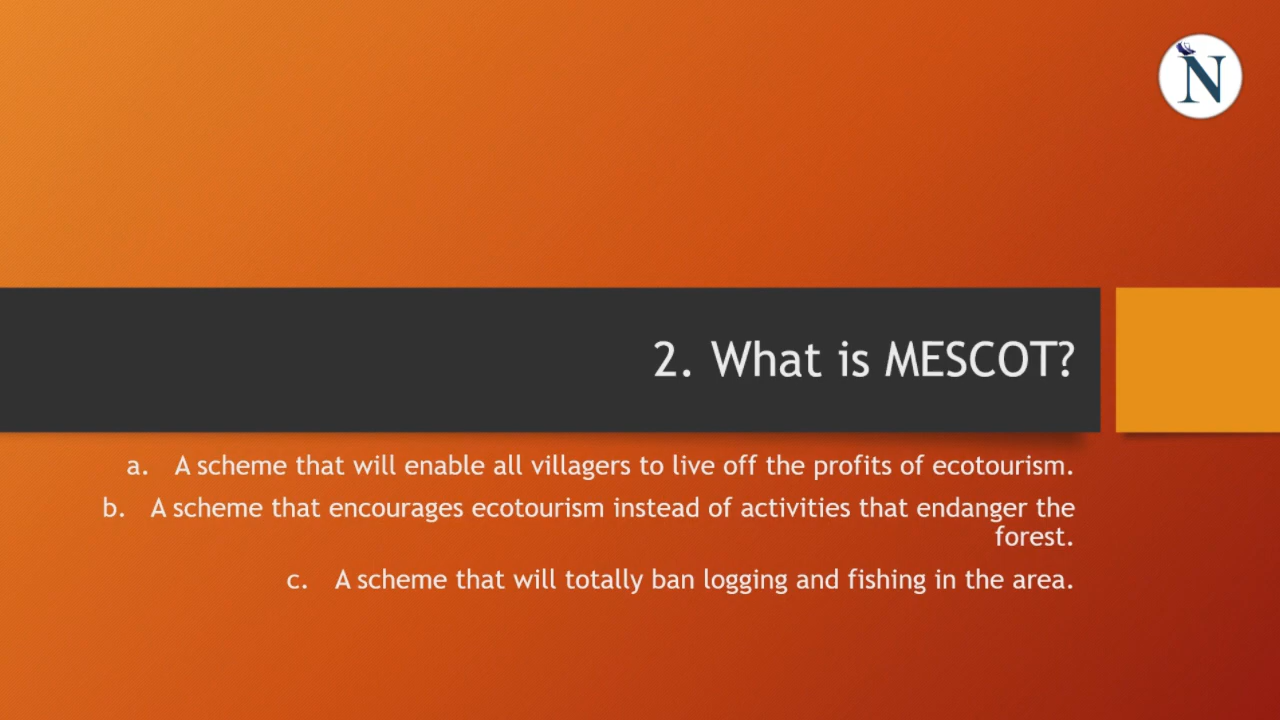 N
2. What is MESCOT?
a. A scheme that will enable all villagers to live off the profits of ecotourism.
b. A scheme that encourages ecotourism instead of activities that endanger the
forest.
c. A scheme that will totally ban logging and fishing in the area.